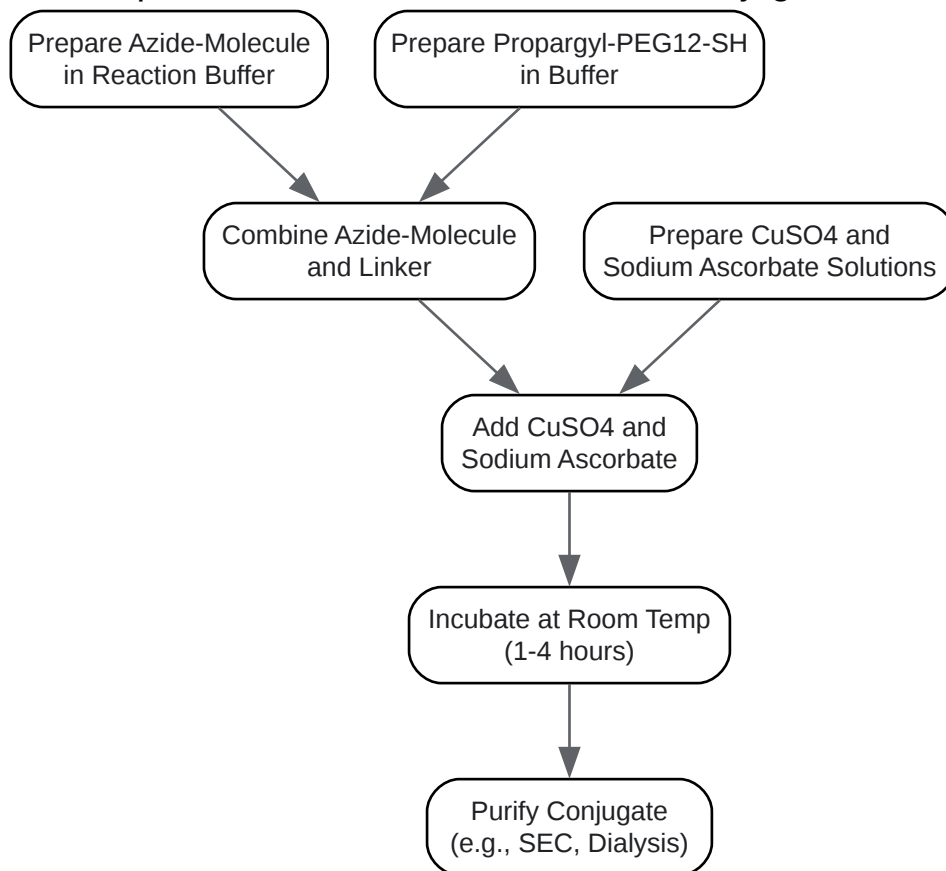 Prepare Azide-Molecule
in Reaction Buffer
Prepare Propargyl-PEG12-SH
in Buffer
Combine Azide-Molecule
and Linker
Prepare CuSO4 and
Sodium Ascorbate Solutions
Add CuSO4 and
Sodium Ascorbate
Incubate at Room Temp
(1-4 hours)
Purify Conjugate
(e.g., SEC, Dialysis)